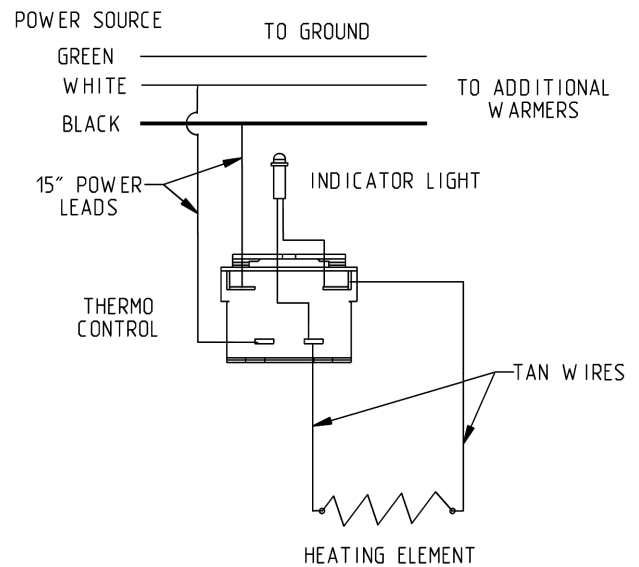 POWER SOURCE
TO GROUND
GREEN
WHITE
TO ADDITIONAL
WARMERS
BLACK
15" POWER
LEADS
INDICATOR LIGHT
THERMO
CONTROL
TAN WIRES
HEATING ELEMENT